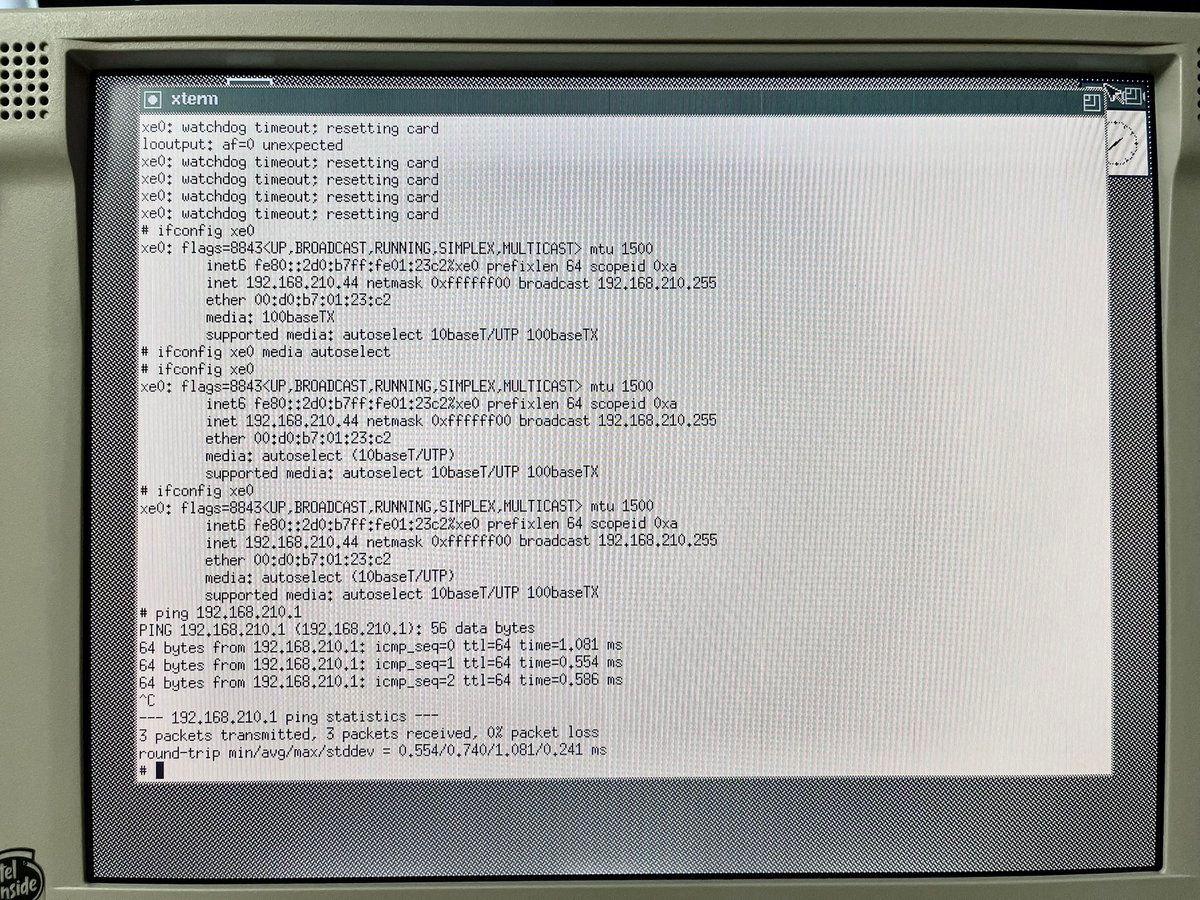 xterm
xe0: watchdog timeout; resetting card
looutput: af=0 unexpected
xe0: watchdog timeout; resetting card
xe0: watchdog timeout; resetting card
xe0: watchdog timeout; resetting card
xe0: watchdog timeout; resetting card
# ifconfig xe0
xe0: flags=8843<UP,BROADCAST,RUNNING,SIMPLEX,MULTICAST> mtu 1500
inet6 fe80::2d0:b7ff:fe01:23c2%xe0 prefixlen 64 scopeid 0xa
inet 192.168.210.44 netmask 0xffffff00 broadcast 192.168.210.255
ether 00:d0:b7:01:23:c2
media: 100baseTX
supported media: autoselect 10baseT/UTP 100baseTX
# ifconfig xe0 media autoselect
# ifconfig xe0
xe0: flags=8843<UP,BROADCAST,RUNNING,SIMPLEX,MULTICAST> mtu 1500
inet6 fe80::2d0:b7ff:fe01:23c2%xe0 prefixlen 64 scopeid 0xa
inet 192.168.210.44 netmask 0xffffff00 broadcast 192.168.210.255
ether 00:d0:b7:01:23:c2
media: autoselect (10baseT/UTP)
supported media: autoselect 10baseT/UTP 100baseTX
# ifconfig xe0
xe0: flags=8843<UP,BROADCAST,RUNNING,SIMPLEX,MULTICAST> mtu 1500
inet6 fe80::2d0:b7ff:fe01:23c2%xe0 prefixlen 64 scopeid 0xa
inet 192.168.210.44 netmask 0xffffff00 broadcast 192.168.210.255
ether 00:d0:b7:01:23:c2
media: autoselect (10baseT/UTP)
supported media: autoselect 10baseT/UTP 100baseTX
# ping 192.168.210.1
PING 192.168.210.1 (192.168.210.1): 56 data bytes
64 bytes from 192.168.210.1: icmp_seq=0 ttl=64 time=1.081 ms
64 bytes from 192.168.210.1: icmp_seq=1 ttl=64 time=0.554 ms
64 bytes from 192.168.210.1: icmp_seq=2 ttl=64 time=0.586 ms
^C
--- 192.168.210.1 ping statistics ---
3 packets transmitted, 3 packets received, 0% packet loss
round-trip min/avg/max/stddev = 0.554/0.740/1.081/0.241 ms
#
tel
nside